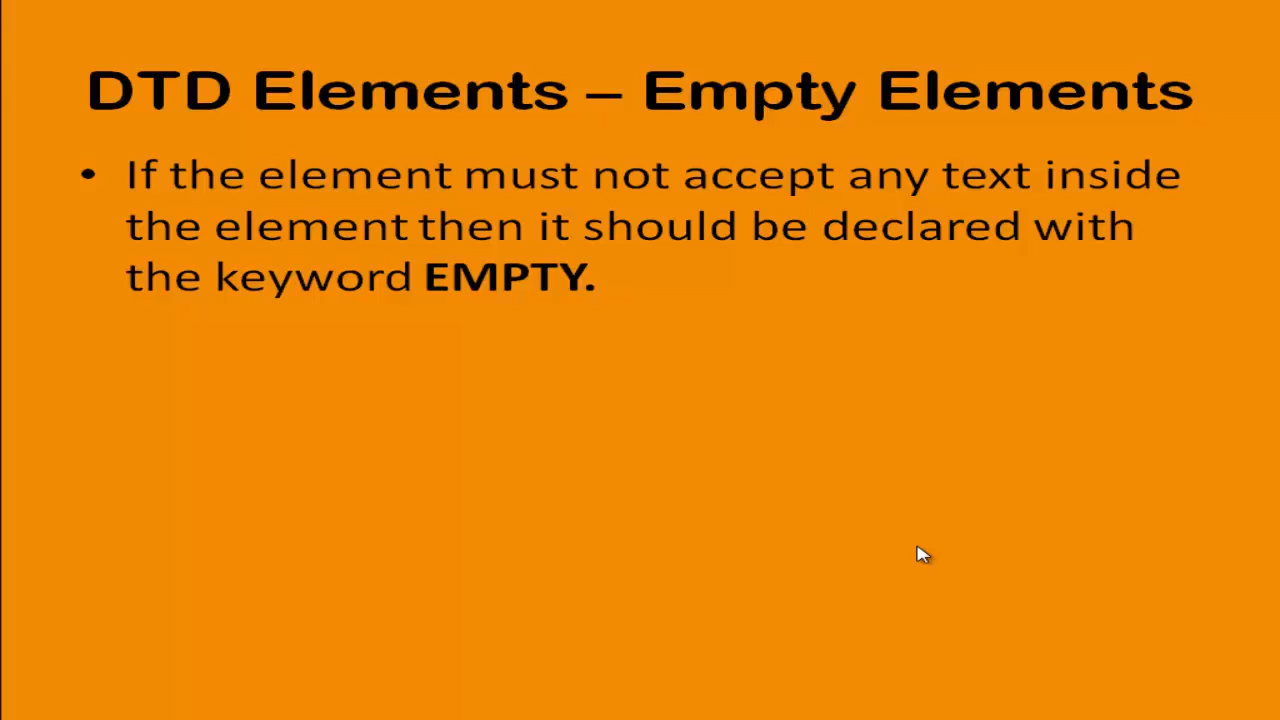 DTD Elements – Empty Elements
• If the element must not accept any text inside
the element then it should be declared with
the keyword EMPTY.